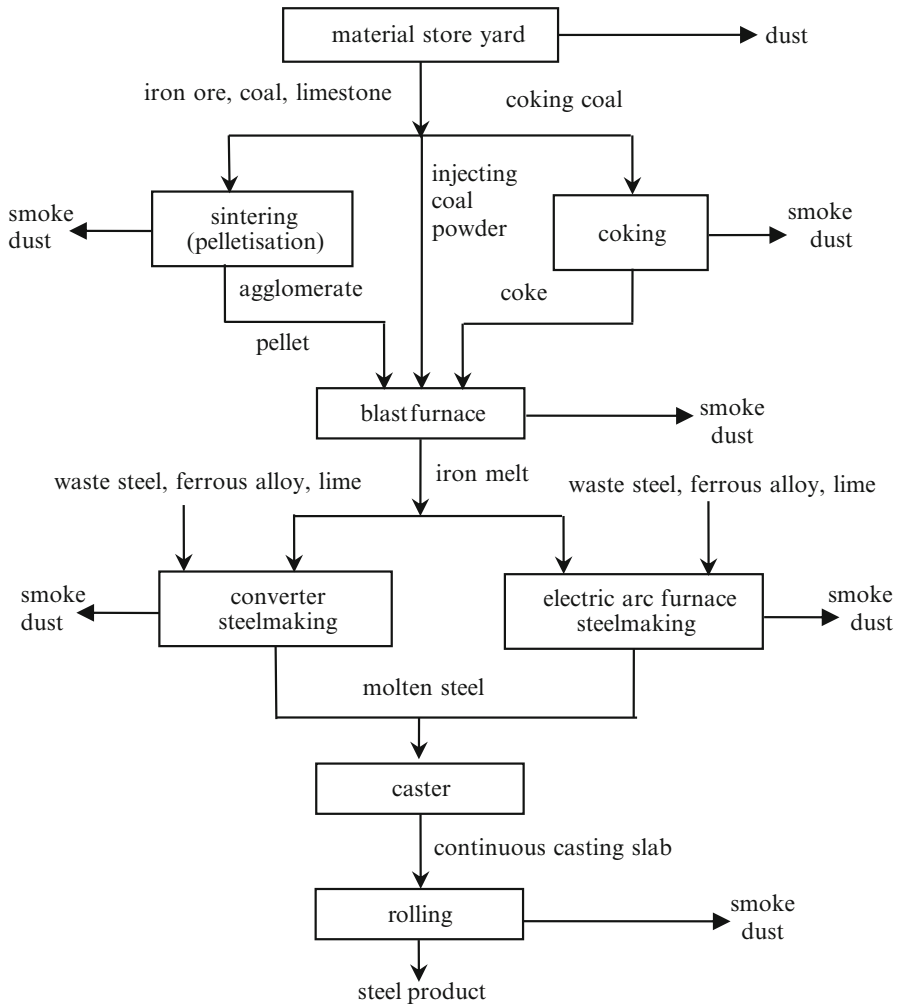 material store yard
dust
iron ore, coal, limestone
coking coal
injecting
coal
powder
smoke
dust
sintering
(pelletisation)
coking
smoke
dust
agglomerate
coke
pellet
blast furnace
smoke
dust
iron melt
waste steel, ferrous alloy, lime
waste steel, ferrous alloy, lime
smoke
dust
converter
steelmaking
electric arc furnace
steelmaking
smoke
dust
molten steel
caster
continuous casting slab
rolling
smoke
dust
steel product